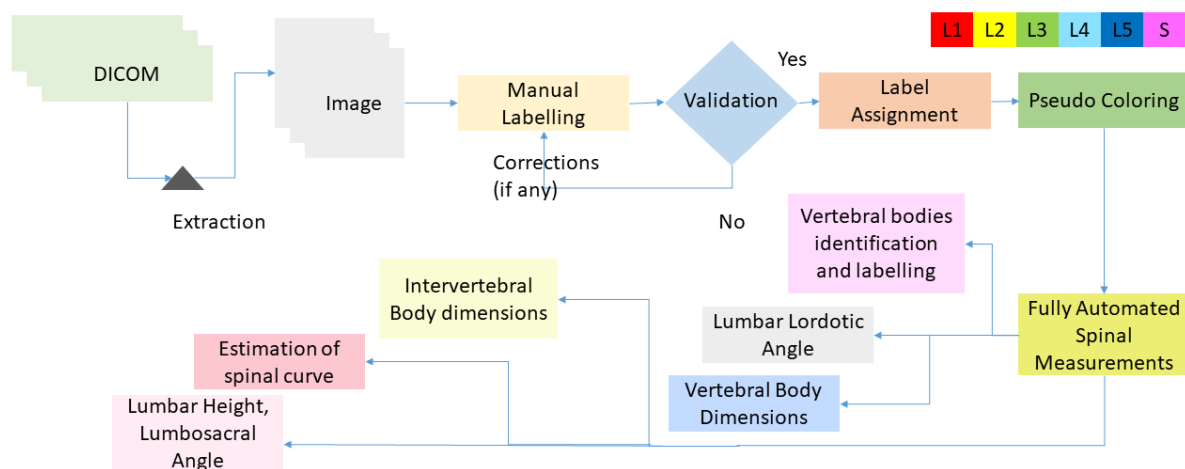 L1 L2 L3 L4 L5 S
DICOM
Image
Manual
Labelling
Validation
Yes
Label
Assignment
Pseudo Coloring
Corrections
(if any)
Extraction
No
Vertebral bodies
identification
and labelling
Intervertebral
Body dimensions
Lumbar Lordotic
Angle
Fully Automated
Spinal
Measurements
Estimation of
spinal curve
Vertebral Body
Dimensions
Lumbar Height,
Lumbosacral
Angle